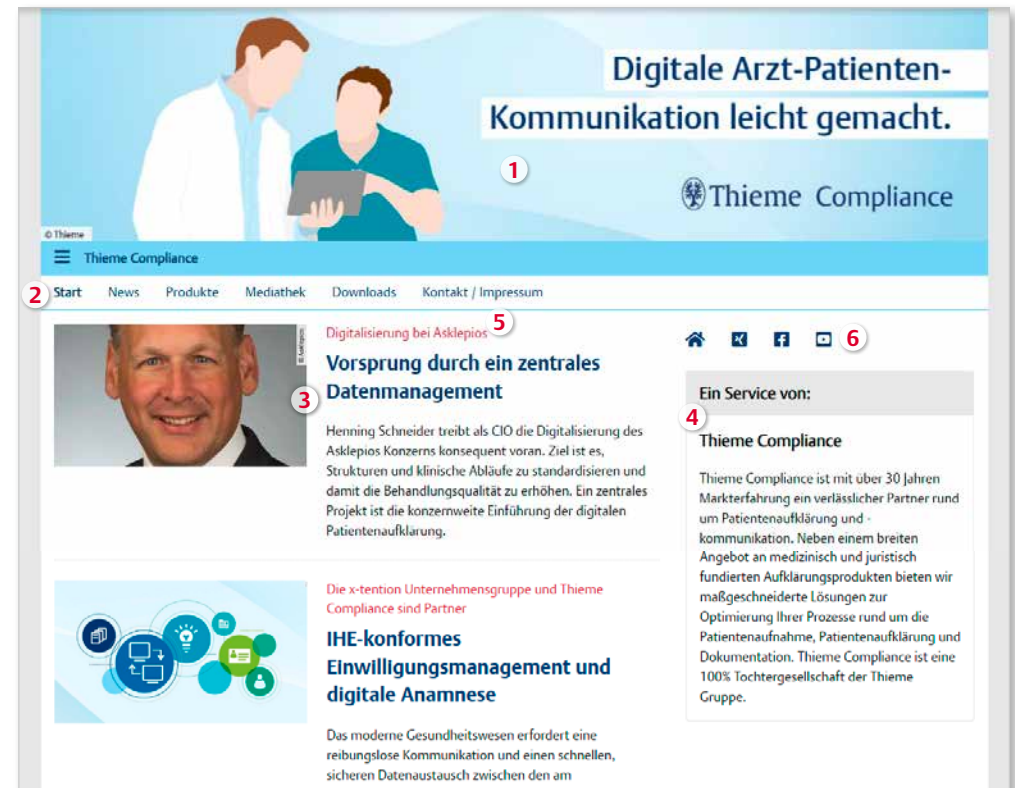 Digitale Arzt-Patienten-
Kommunikation leicht gemacht.
1
Thieme Compliance
© Thieme
Thieme Compliance
2
Start News Produkte Mediathek Downloads Kontakt / Impressum
© Asklepios
3
Digitalisierung bei Asklepios
5
Vorsprung durch ein zentrales
Datenmanagement
Henning Schneider treibt als CIO die Digitalisierung des
Asklepios Konzerns konsequent voran. Ziel ist es,
Strukturen und klinische Abläufe zu standardisieren und
damit die Behandlungsqualität zu erhöhen. Ein zentrales
Projekt ist die konzernweite Einführung der digitalen
Patientenaufklärung.
Die x-tention Unternehmensgruppe und Thieme
Compliance sind Partner
IHE-konformes
Einwilligungsmanagement und
digitale Anamnese
Das moderne Gesundheitswesen erfordert eine
reibungslose Kommunikation und einen schnellen,
sicheren Datenaustausch zwischen den am
6
Ein Service von:
4
Thieme Compliance
Thieme Compliance ist mit über 30 Jahren
Markterfahrung ein verlässlicher Partner rund
um Patientenaufklärung und -
kommunikation. Neben einem breiten
Angebot an medizinisch und juristisch
fundierten Aufklärungsprodukten bieten wir
maßgeschneiderte Lösungen zur
Optimierung Ihrer Prozesse rund um die
Patientenaufnahme, Patientenaufklärung und
Dokumentation. Thieme Compliance ist eine
100% Tochtergesellschaft der Thieme
Gruppe.